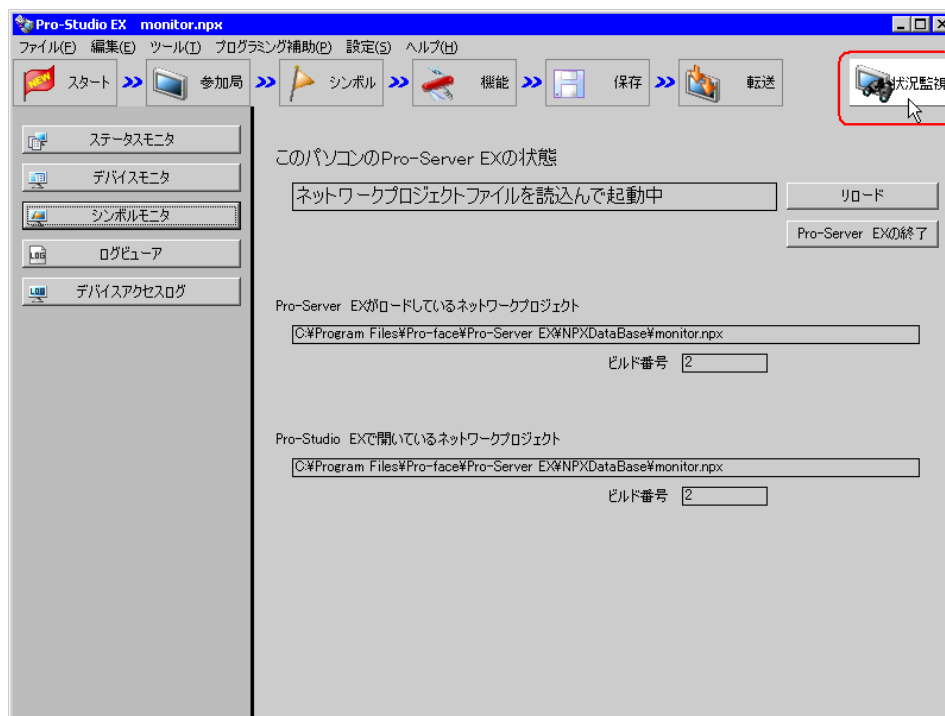 Pro-Studio EX monitor.npx
ファイル(F) 編集(E) ツール(T) プログラミング補助(P) 設定(S) ヘルプ(H)
NEW スタート 参加局 シンボル 機能 保存 転送 状況監視
ステータスモニタ
デバイスモニタ
シンボルモニタ
LOG ログビューア
LOG デバイスアクセスログ
このパソコンのPro-Server EXの状態
ネットワークプロジェクトファイルを読込んで起動中
リロード
Pro-Server EXの終了
Pro-Server EXがロードしているネットワークプロジェクト
C:¥Program Files¥Pro-face¥Pro-Server EX¥NPXDataBase¥monitor.npx
ビルド番号 2
Pro-Studio EXで開いているネットワークプロジェクト
C:¥Program Files¥Pro-face¥Pro-Server EX¥NPXDataBase¥monitor.npx
ビルド番号 2